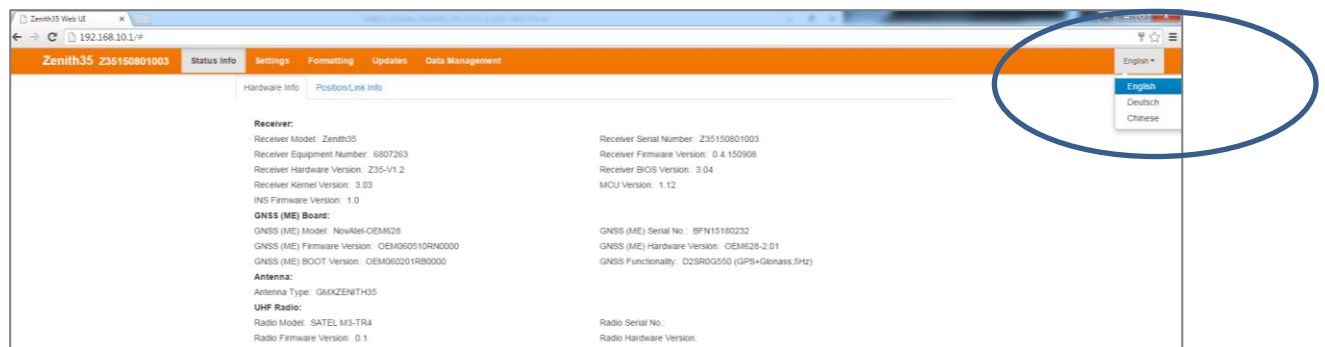 Zenith35 Web UI
192.168.10.1/#
Zenith35 Z35150801003 Status Info Settings Formatting Updates Data Management English
English
Deutsch
Chinese
Hardware Info Position/Link Info
Receiver:
Receiver Model: Zenith35 Receiver Serial Number: Z35150801003
Receiver Equipment Number: 6807263 Receiver Firmware Version: 0.4.150908
Receiver Hardware Version: Z35-V1.2 Receiver BIOS Version: 3.04
Receiver Kernel Version: 3.03 MCU Version: 1.12
INS Firmware Version: 1.0
GNSS (ME) Board:
GNSS (ME) Model: NovAtel-OEM628 GNSS (ME) Serial No.: BFN15180232
GNSS (ME) Firmware Version: OEM060510RN0000 GNSS (ME) Hardware Version: OEM628-2.01
GNSS (ME) BOOT Version: OEM060201RB0000 GNSS Functionality: D2SR0G550 (GPS+Glonass,5Hz)
Antenna:
Antenna Type: GMXZENITH35
UHF Radio:
Radio Model: SATEL M3-TR4 Radio Serial No.:
Radio Firmware Version: 0.1 Radio Hardware Version: